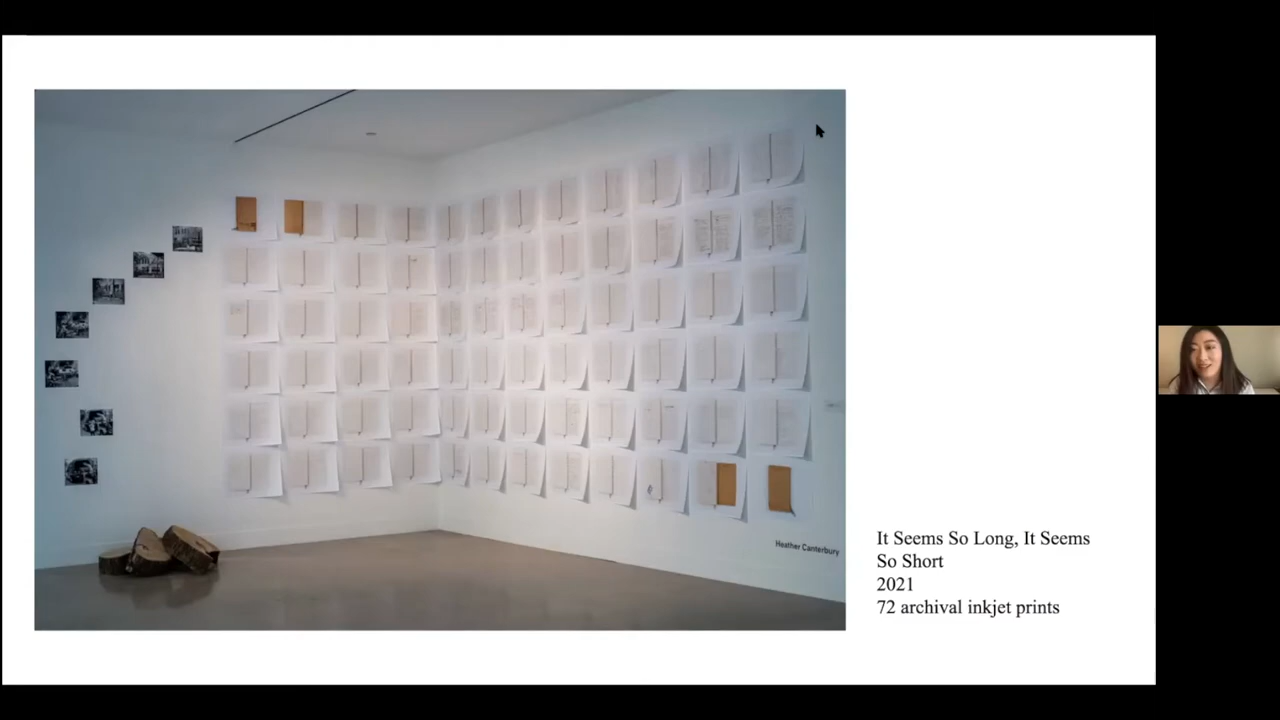 Heather Canterbury
It Seems So Long, It Seems
So Short
2021
72 archival inkjet prints